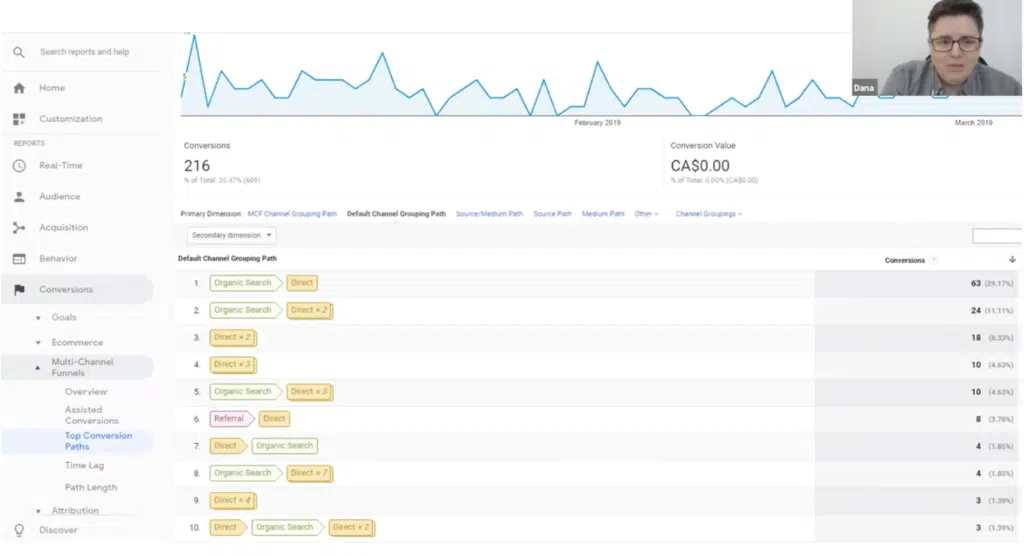 Search reports and help
Home
Customization
REPORTS
Real-Time
Audience
Acquisition
Behavior
Conversions
Goals
Ecommerce
Multi-Channel
Funnels
Overview
Assisted
Conversions
Top Conversion
Paths
Time Lag
Path Length
Attribution
Discover
Dana
February 2019
March 2019
Conversions
216
% of Total: 35.47% (609)
Conversion Value
CA$0.00
% of Total: 0.00% (CA$0.00)
Primary Dimension: MCF Channel Grouping Path Default Channel Grouping Path Source/Medium Path Source Path Medium Path Other Channel Groupings
Secondary dimension
Default Channel Grouping Path Conversions ?
1. Organic Search Direct 63 (29.17%)
2. Organic Search Direct × 2 24 (11.11%)
3. Direct × 2 18 (8.33%)
4. Direct × 3 10 (4.63%)
5. Organic Search Direct × 3 10 (4.63%)
6. Referral Direct 8 (3.70%)
7. Direct Organic Search 4 (1.85%)
8. Organic Search Direct × 7 4 (1.85%)
9. Direct × 4 3 (1.39%)
10. Direct Organic Search Direct × 2 3 (1.39%)